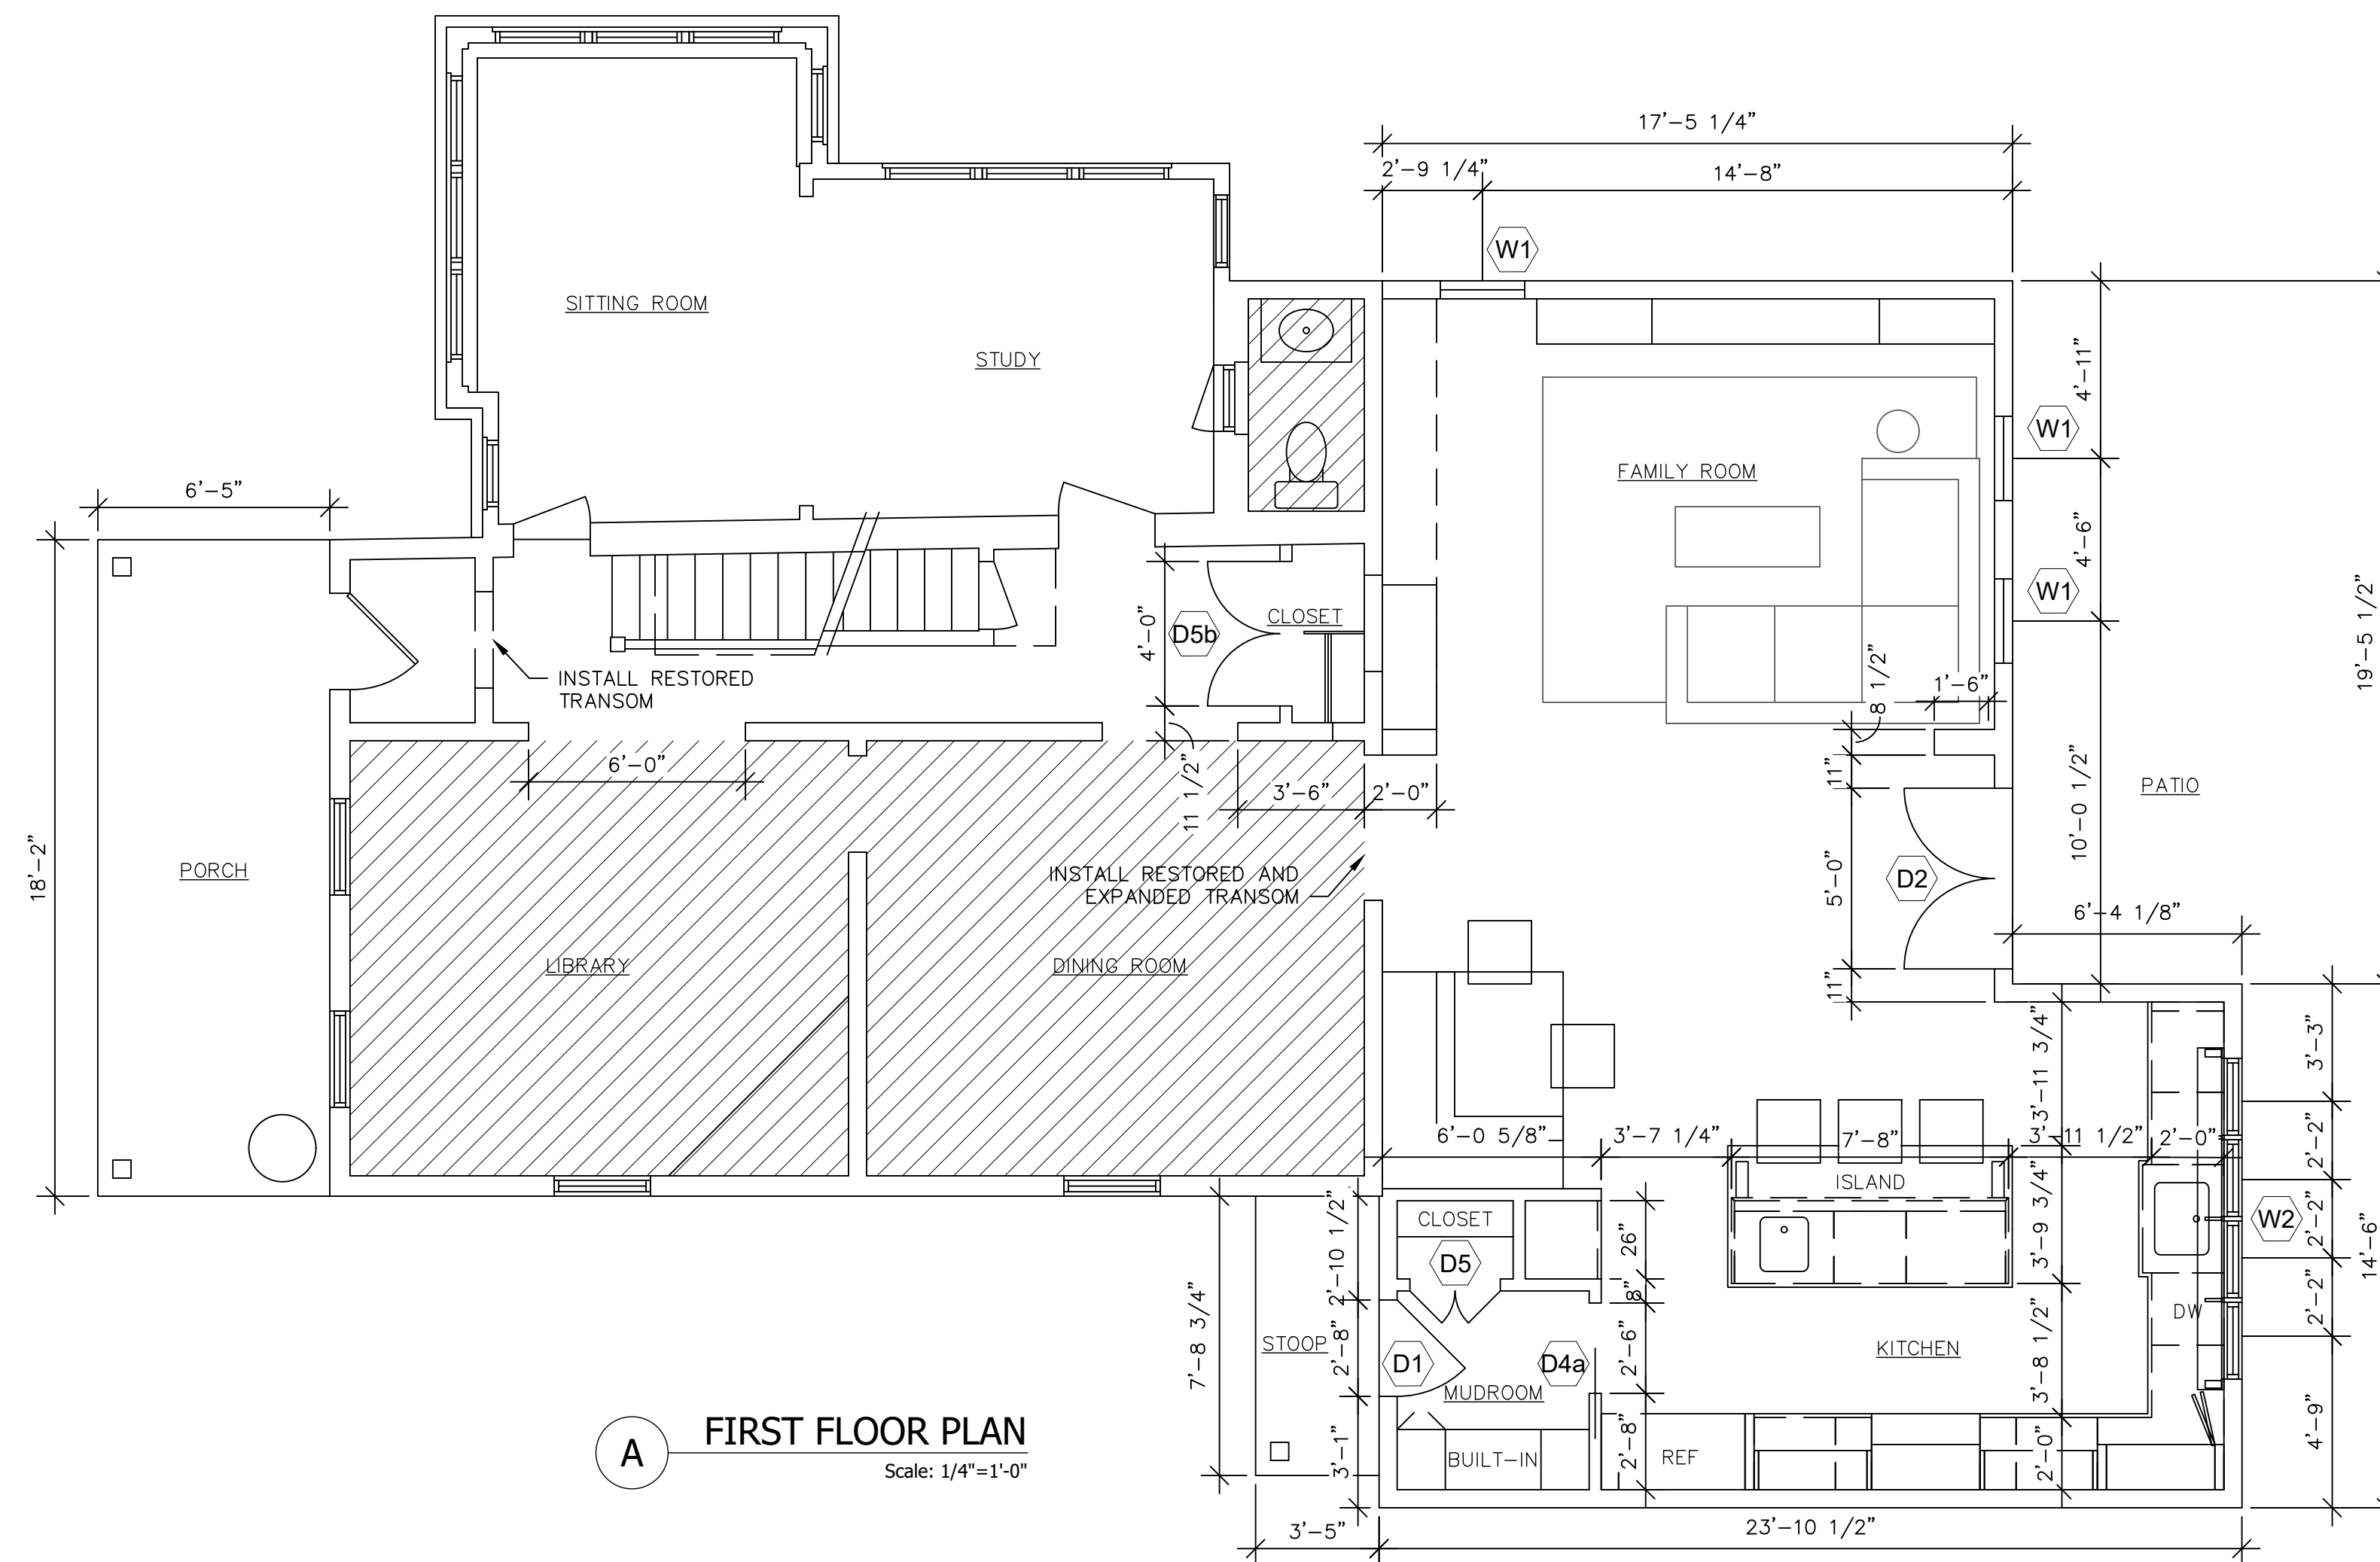 17'-5 1/4"
2'-9 1/4"
14'-8"
W1
SITTING ROOM
STUDY
4'-11"
W1
FAMILY ROOM
6'-5"
4'-6"
W1
19'-5 1/2"
CLOSET
D5b
4'-0"
INSTALL RESTORED
TRANSOM
8 1/2"
1'-6"
6'-0"
11 1/2"
3'-6"
2'-0"
11"
10'-0 1/2"
PATIO
18'-2"
PORCH
INSTALL RESTORED AND
EXPANDED TRANSOM
5'-0"
D2
6'-4 1/8"
LIBRARY
DINING ROOM
11"
3'-11 3/4"
3'-3"
6'-0 5/8"
3'-7 1/4"
7'-8"
3'-11 1/2"
2'-0"
2'-2"
ISLAND
3'-9 3/4"
CLOSET
2'-10 1/2"
26"
W2
2'-2"
14'-6"
D5
8"
7'-8 3/4"
2'-2"
DW
STOOP
2'-8"
D1
D4a
2'-6"
KITCHEN
3'-8 1/2"
MUDROOM
4'-9"
3'-1"
BUILT-IN
2'-8"
REF
2'-0"
A
FIRST FLOOR PLAN
Scale: 1/4"=1'-0"
3'-5"
23'-10 1/2"